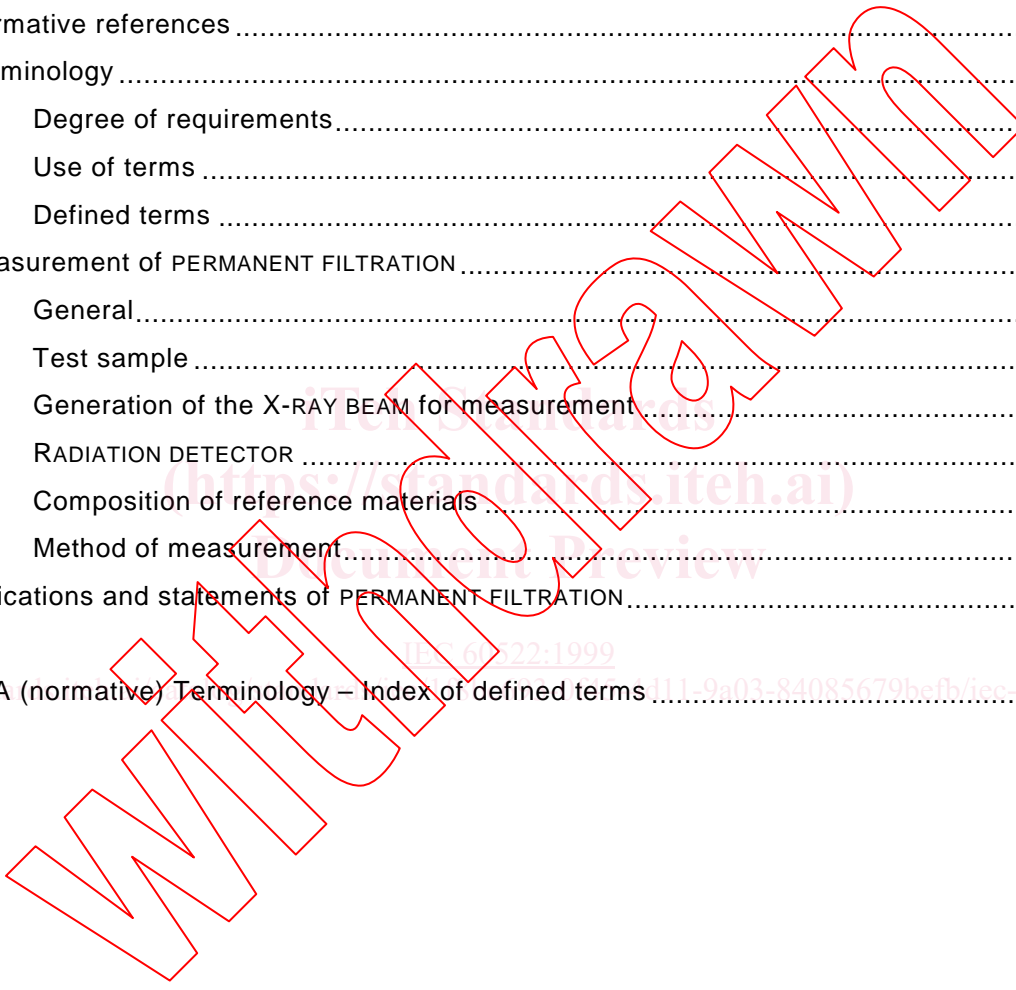 rmative references
minology
Degree of requirements
Use of terms
Defined terms
asurement of PERMANENT FILTRATION
General
Test sample
iTeh Standards
Generation of the X-RAY BEAM for measurement
RADIATION DETECTOR
(https://standards.iteh.ai)
Composition of reference materials
Method of measurement
Document Preview
ications and statements of PERMANENT FILTRATION
IEC 60522:1999
A (normative) Terminology – Index of defined terms
d11-9a03-84085679befb/iec-
withdrawn